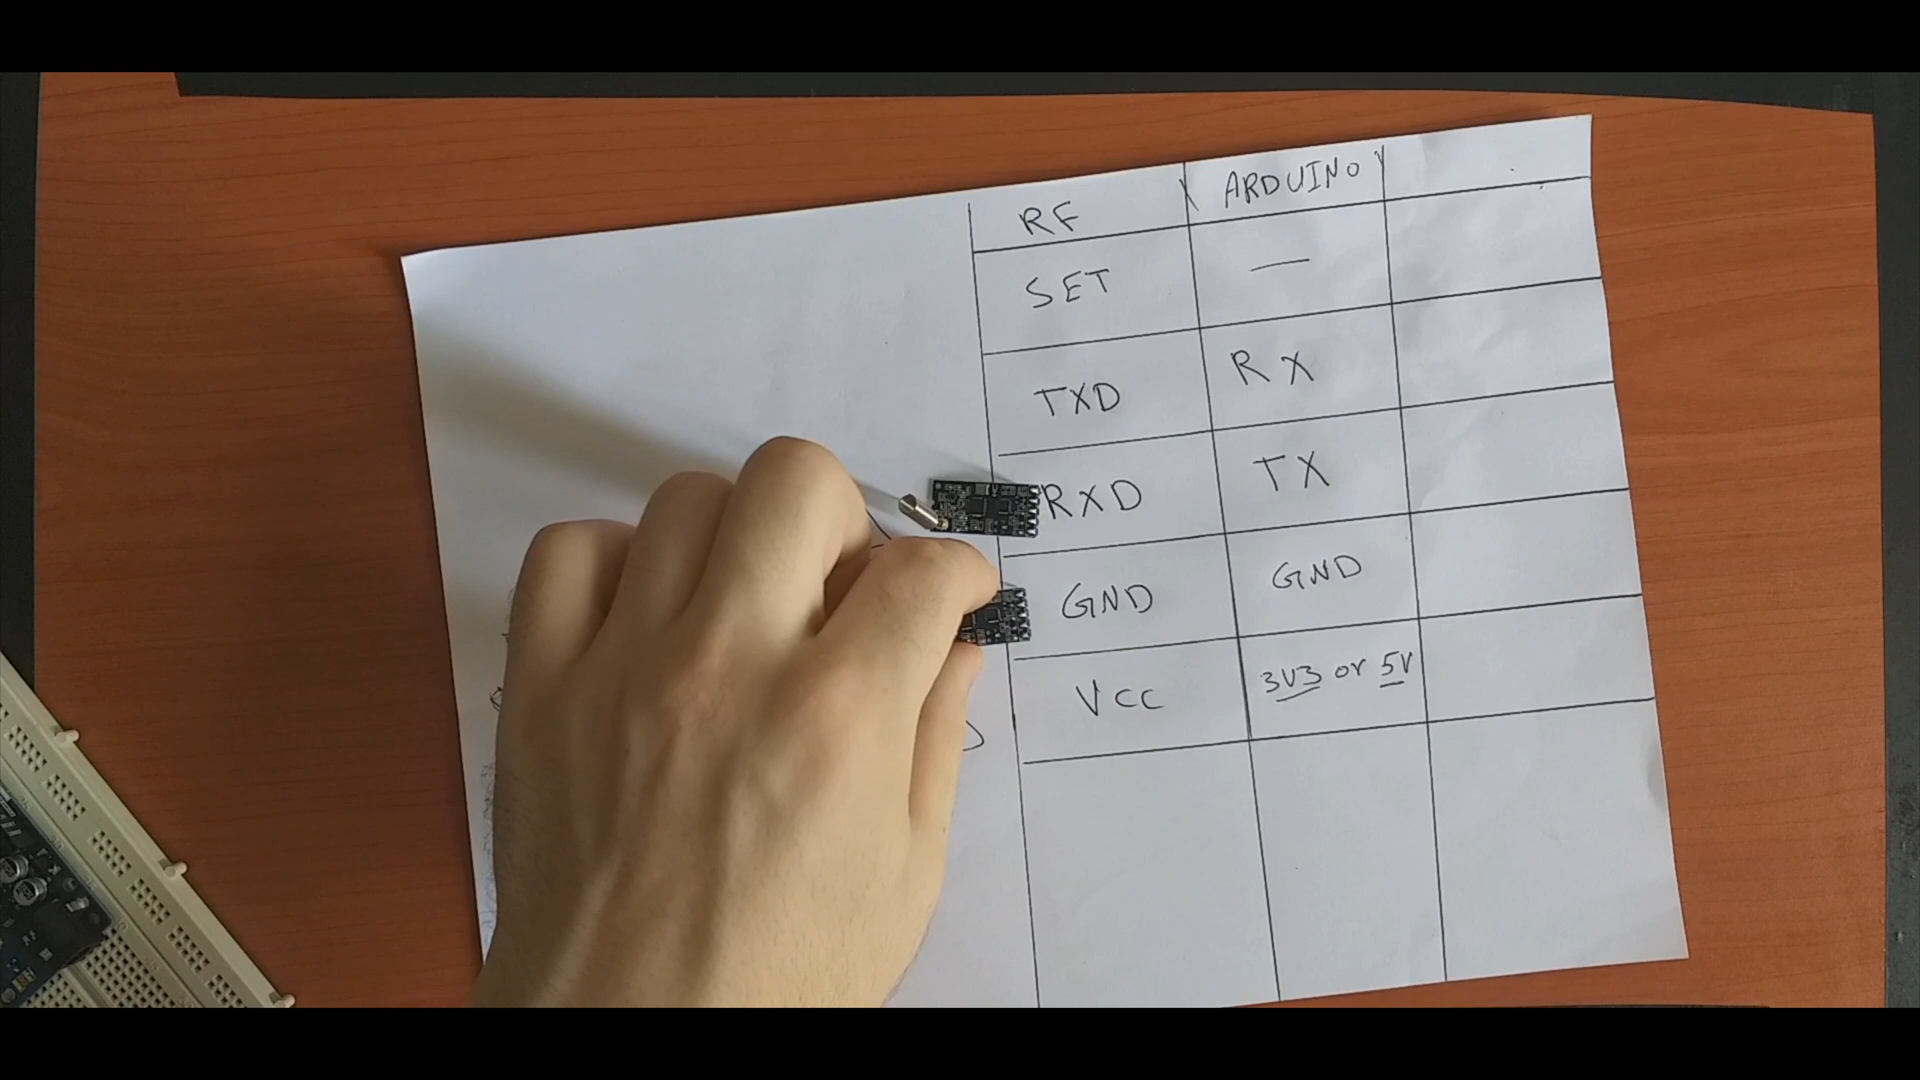 RF ARDUINO
SET —
TXD RX
RXD TX
GND GND
Vcc 3V3 or 5V